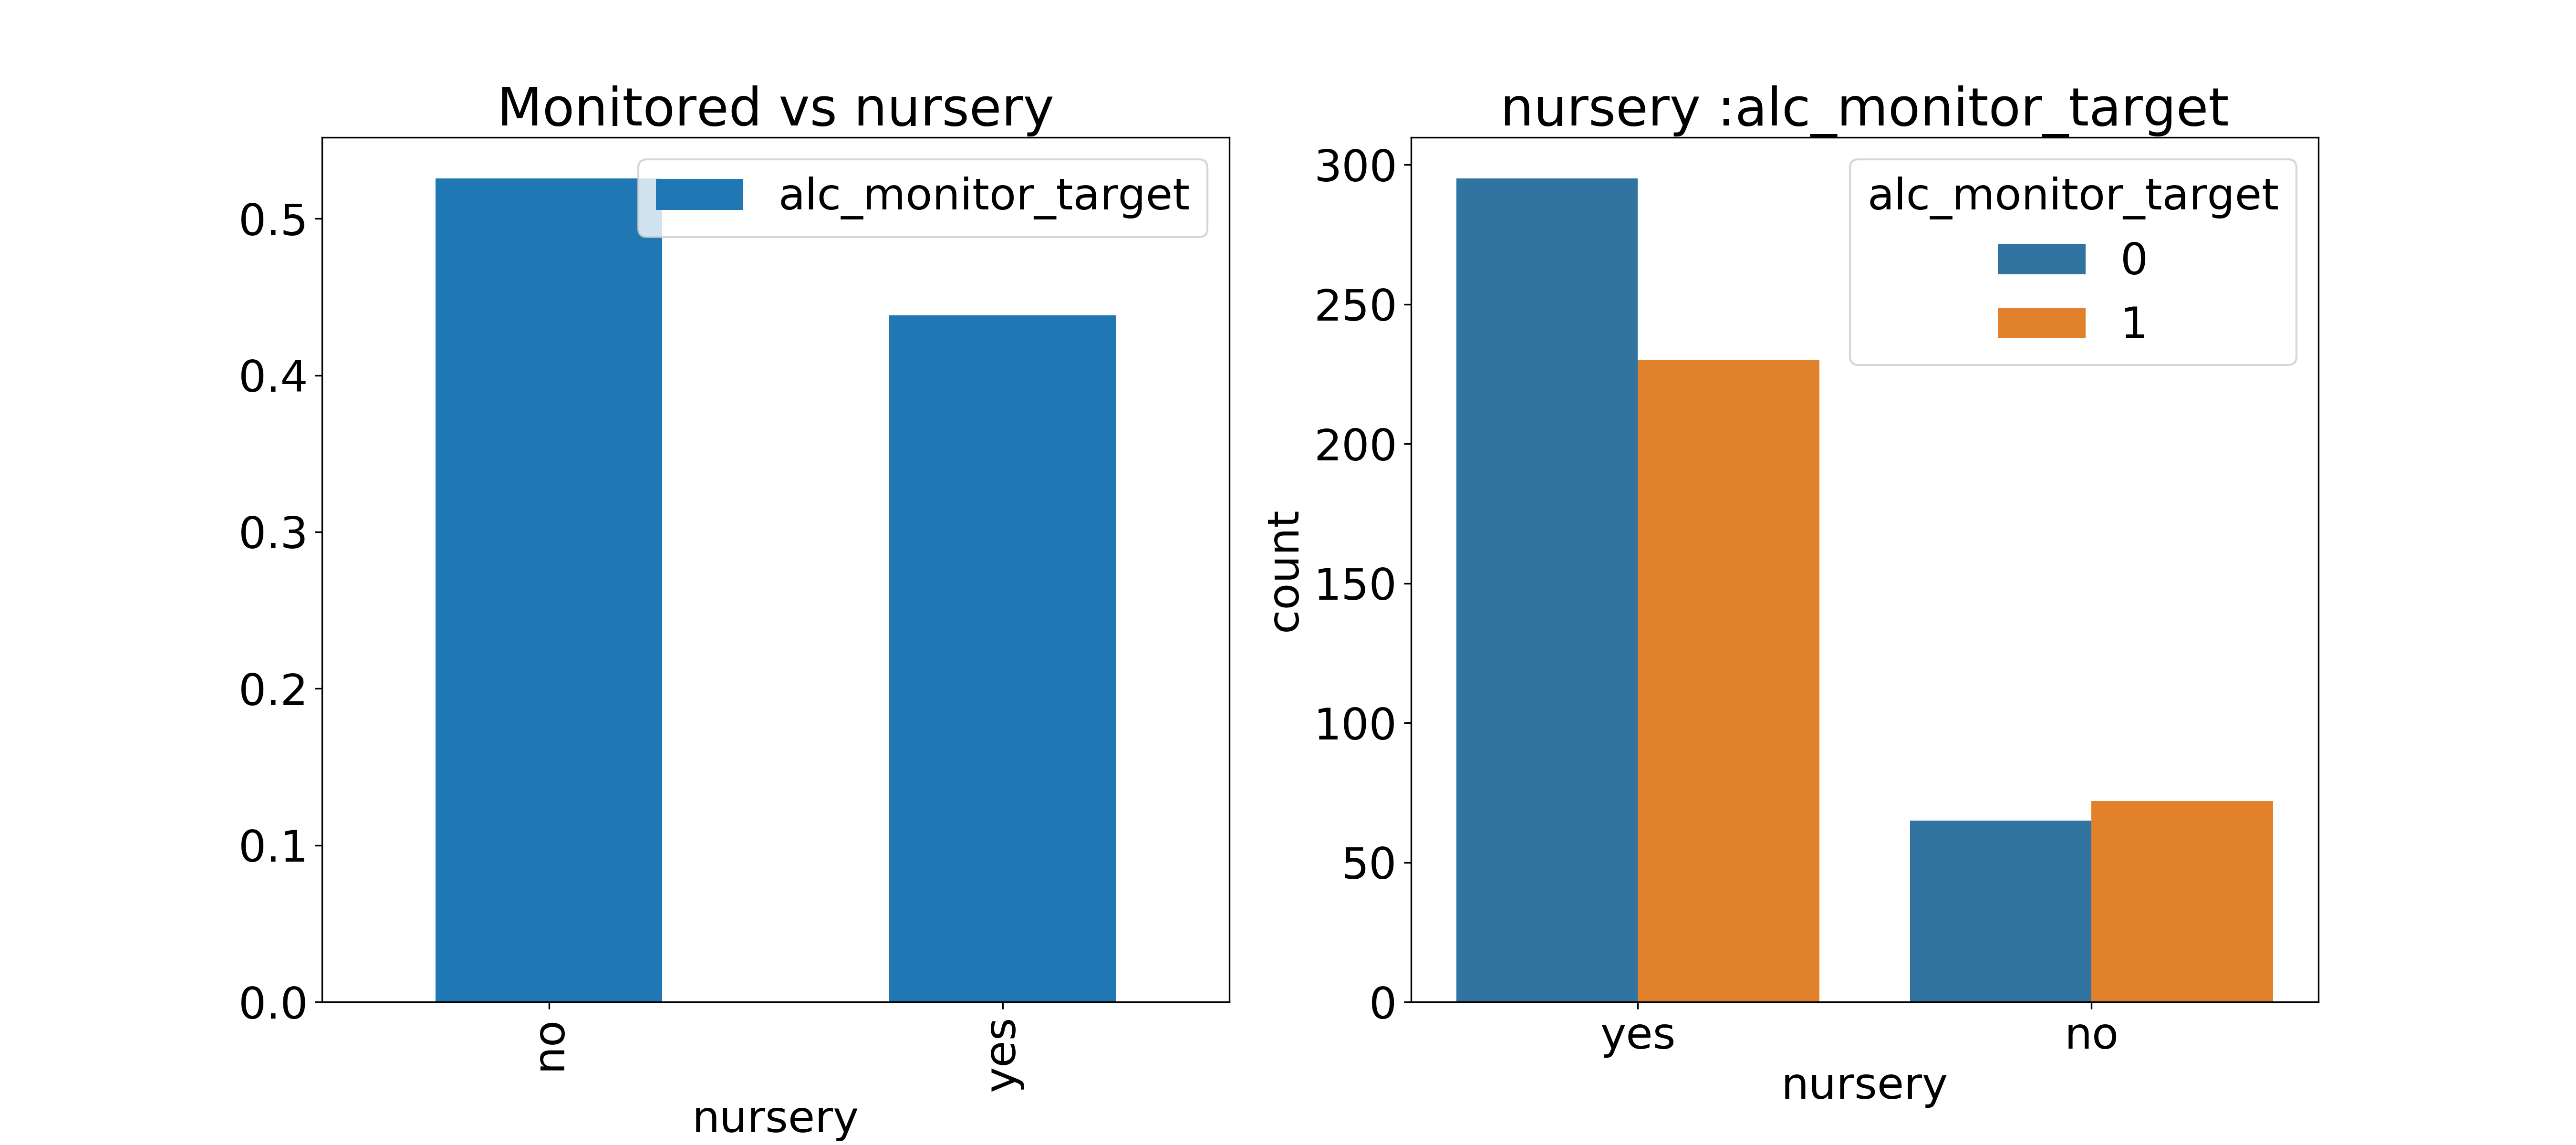 Monitored vs nursery
alc_monitor_target
0.5
0.4
0.3
0.2
0.1
0.0
no
yes
nursery
nursery :alc_monitor_target
alc_monitor_target
0
1
300
250
200
150
100
50
0
count
yes
no
nursery